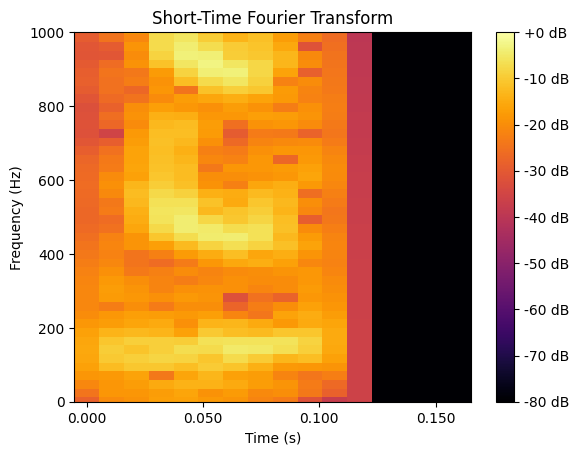 Short-Time Fourier Transform
1000
800
600
400
200
0
Frequency (Hz)
0.000
0.050
0.100
0.150
Time (s)
+0 dB
-10 dB
-20 dB
-30 dB
-40 dB
-50 dB
-60 dB
-70 dB
-80 dB